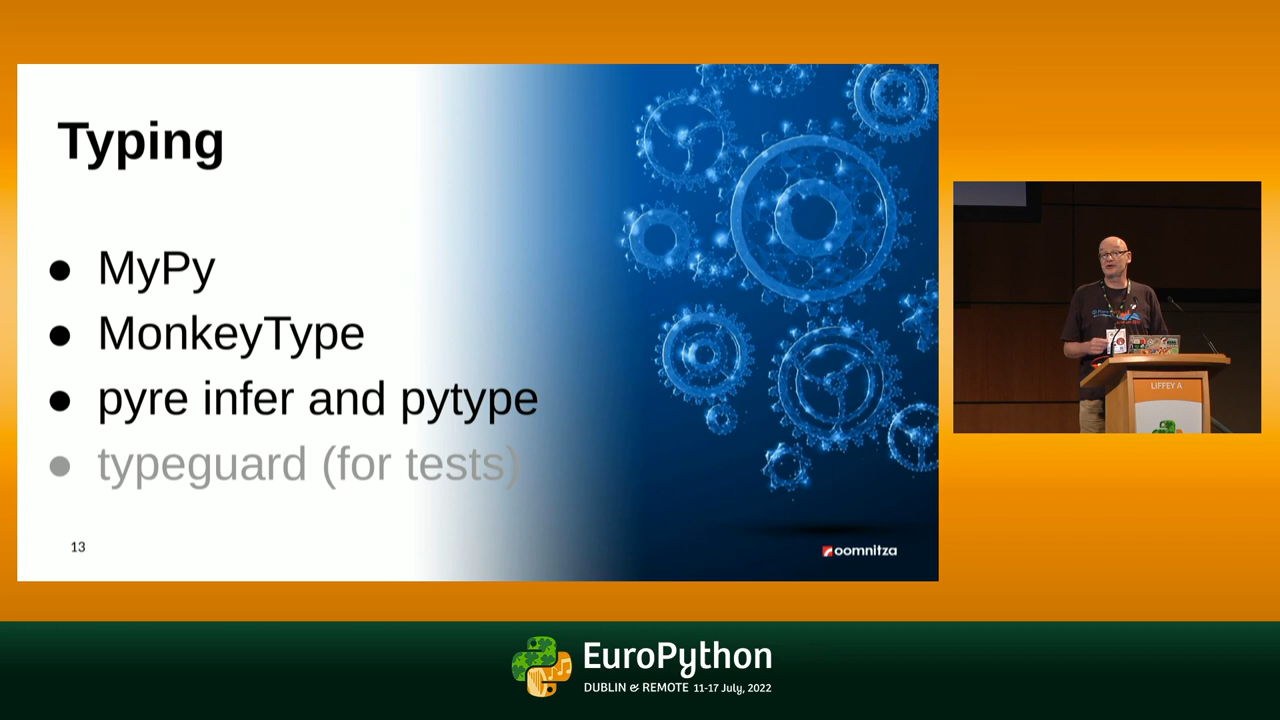 Typing
● MyPy
● MonkeyType
● pyre infer and pytype
● typeguard (for tests)
13
oomnitza
LIFFEY A
EuroPython
DUBLIN & REMOTE 11-17 July, 2022